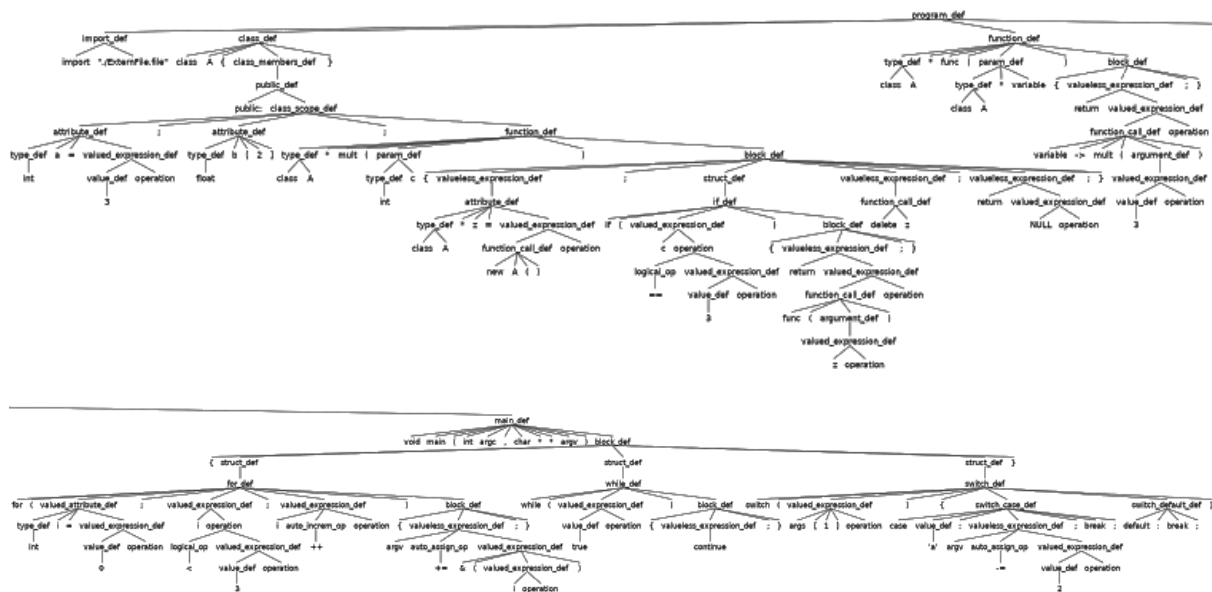 program_def
import_def class_def function_def
import "./ExternFile.file" class A { class_members_def } type_def * func ( param_def ) block_def
public_def class A type_def * variable { valueless_expression_def ; }
public: class_scope_def class A return valued_expression_def
attribute_def ; attribute_def ; function_def function_call_def operation
type_def a = valued_expression_def type_def b [ 2 ] type_def * mult ( param_def ) block_def variable -> mult ( argument_def )
int value_def operation float class A type_def c { valueless_expression_def ; struct_def valueless_expression_def ; valueless_expression_def ; } valued_expression_def
3 int attribute_def if_def function_call_def return valued_expression_def value_def operation
type_def * z = valued_expression_def if ( valued_expression_def ) block_def delete z NULL operation 3
class A function_call_def operation c operation { valueless_expression_def ; }
new A ( ) logical_op valued_expression_def return valued_expression_def
== value_def operation function_call_def operation
3 func ( argument_def )
valued_expression_def
z operation
main_def
void main ( int argc , char * * argv ) block_def
{ struct_def struct_def struct_def }
for_def while_def switch_def
for ( valued_attribute_def ; valued_expression_def ; valued_expression_def ) block_def while ( valued_expression_def ) block_def switch ( valued_expression_def ) { switch_case_def switch_default_def }
type_def i = valued_expression_def i operation i auto_increm_op operation { valueless_expression_def ; } value_def operation { valueless_expression_def ; } args [ 1 ] operation case value_def : valueless_expression_def ; break ; default : break ;
int value_def operation logical_op valued_expression_def ++ argv auto_assign_op valued_expression_def true continue 'a' argv auto_assign_op valued_expression_def
0 < value_def operation += & ( valued_expression_def ) -= value_def operation
3 i operation 2